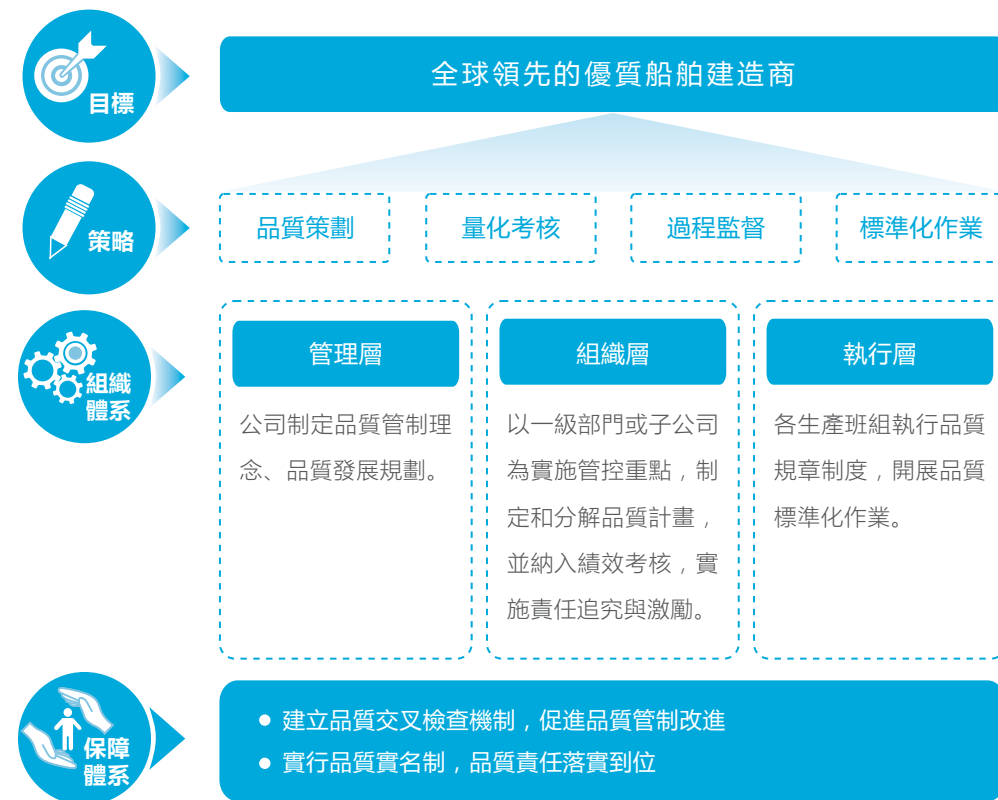 目標
全球領先的優質船舶建造商
策略
品質策劃
量化考核
過程監督
標準化作業
組織
體系
管理層
公司制定品質管制理
念、品質發展規劃。
組織層
以一級部門或子公司
為實施管控重點，制
定和分解品質計畫，
並納入績效考核，實
施責任追究與激勵。
執行層
各生產班組執行品質
規章制度，開展品質
標準化作業。
保障
體系
● 建立品質交叉檢查機制，促進品質管制改進
● 實行品質實名制，品質責任落實到位